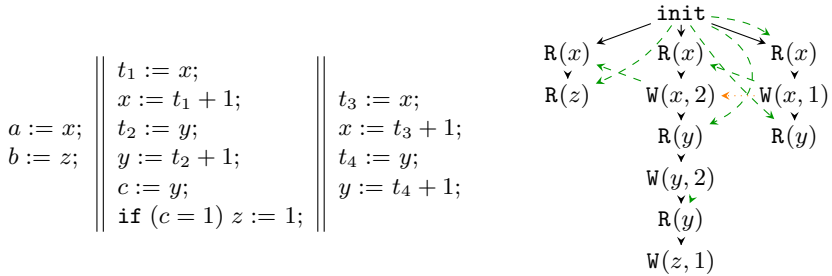 a := x;
b := z;
t₁ := x;
x := t₁ + 1;
t₂ := y;
y := t₂ + 1;
c := y;
if (c = 1) z := 1;
t₃ := x;
x := t₃ + 1;
t₄ := y;
y := t₄ + 1;
init
R(x) R(x) R(x)
R(z) W(x, 2) W(x, 1)
R(y) R(y)
W(y, 2)
R(y)
W(z, 1)